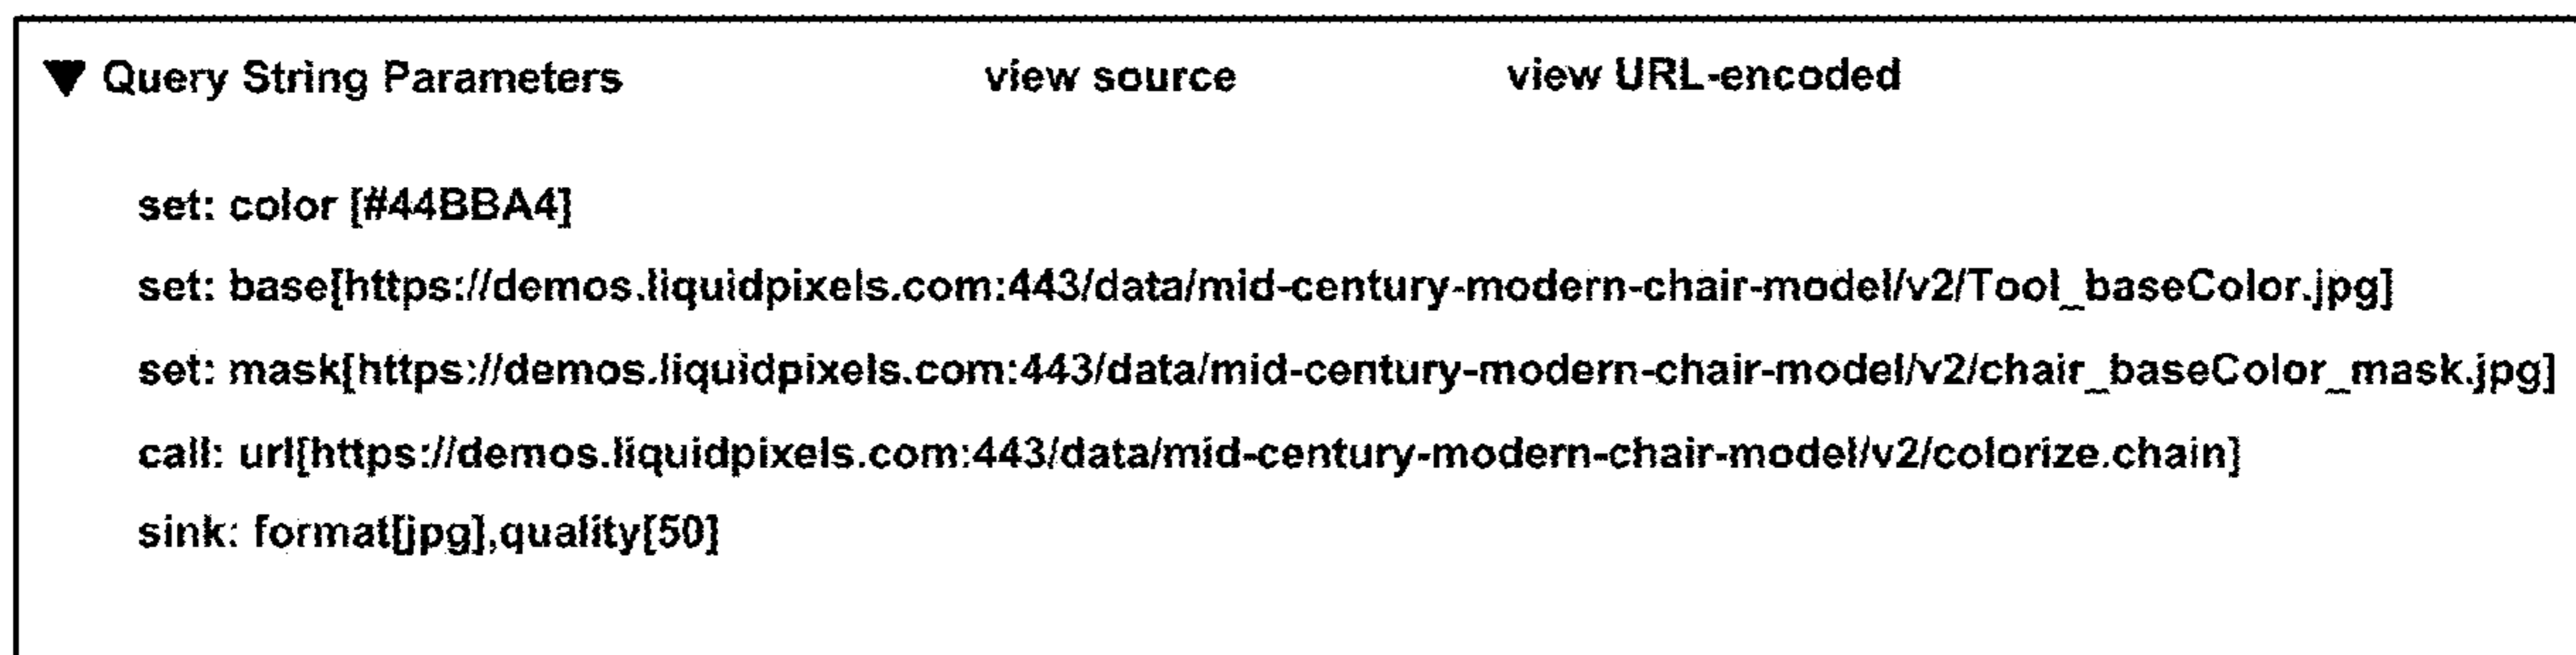 ▼ Query String Parameters view source view URL-encoded
set: color [#44BBA4]
set: base[https://demos.liquidpixels.com:443/data/mid-century-modern-chair-model/v2/Tool_baseColor.jpg]
set: mask[https://demos.liquidpixels.com:443/data/mid-century-modern-chair-model/v2/chair_baseColor_mask.jpg]
call: url[https://demos.liquidpixels.com:443/data/mid-century-modern-chair-model/v2/colorize.chain]
sink: format[jpg],quality[50]